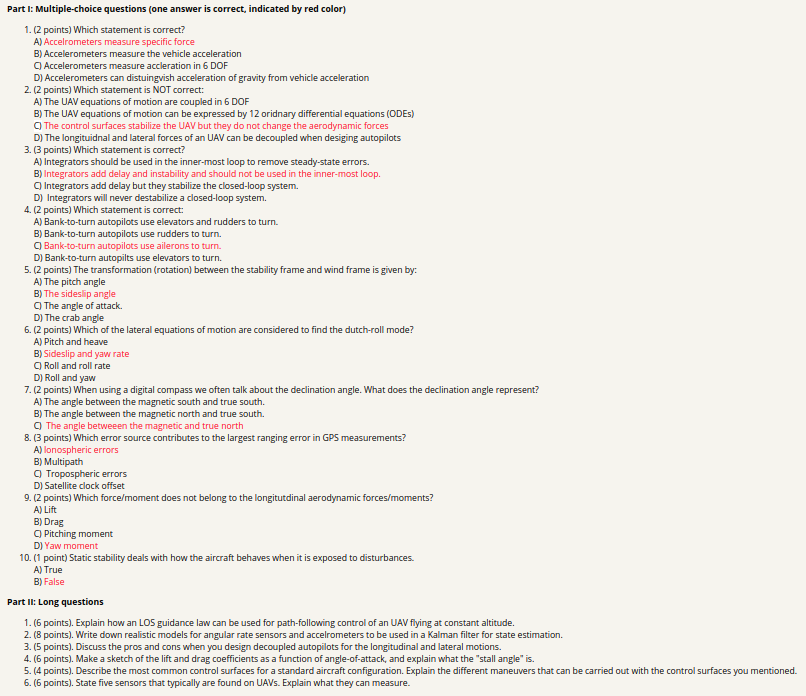 Part I: Multiple-choice questions (one answer is correct, indicated by red color)
1. (2 points) Which statement is correct?
A) Accelrometers measure specific force
B) Accelerometers measure the vehicle acceleration
C) Accelerometers measure accleration in 6 DOF
D) Accelerometers can distuingvish acceleration of gravity from vehicle acceleration
2. (2 points) Which statement is NOT correct:
A) The UAV equations of motion are coupled in 6 DOF
B) The UAV equations of motion can be expressed by 12 oridnary differential equations (ODEs)
C) The control surfaces stabilize the UAV but they do not change the aerodynamic forces
D) The longituidnal and lateral forces of an UAV can be decoupled when desiging autopilots
3. (3 points) Which statement is correct?
A) Integrators should be used in the inner-most loop to remove steady-state errors.
B) Integrators add delay and instability and should not be used in the inner-most loop.
C) Integrators add delay but they stabilize the closed-loop system.
D) Integrators will never destabilize a closed-loop system.
4. (2 points) Which statement is correct:
A) Bank-to-turn autopilots use elevators and rudders to turn.
B) Bank-to-turn autopilots use rudders to turn.
C) Bank-to-turn autopilots use ailerons to turn.
D) Bank-to-turn autopilts use elevators to turn.
5. (2 points) The transformation (rotation) between the stability frame and wind frame is given by:
A) The pitch angle
B) The sideslip angle
C) The angle of attack.
D) The crab angle
6. (2 points) Which of the lateral equations of motion are considered to find the dutch-roll mode?
A) Pitch and heave
B) Sideslip and yaw rate
C) Roll and roll rate
D) Roll and yaw
7. (2 points) When using a digital compass we often talk about the declination angle. What does the declination angle represent?
A) The angle between the magnetic south and true south.
B) The angle between the magnetic north and true south.
C) The angle betweeen the magnetic and true north
8. (3 points) Which error source contributes to the largest ranging error in GPS measurements?
A) Ionospheric errors
B) Multipath
C) Tropospheric errors
D) Satellite clock offset
9. (2 points) Which force/moment does not belong to the longitutdinal aerodynamic forces/moments?
A) Lift
B) Drag
C) Pitching moment
D) Yaw moment
10. (1 point) Static stability deals with how the aircraft behaves when it is exposed to disturbances.
A) True
B) False
Part II: Long questions
1. (6 points). Explain how an LOS guidance law can be used for path-following control of an UAV flying at constant altitude.
2. (8 points). Write down realistic models for angular rate sensors and accelrometers to be used in a Kalman filter for state estimation.
3. (5 points). Discuss the pros and cons when you design decoupled autopilots for the longitudinal and lateral motions.
4. (6 points). Make a sketch of the lift and drag coefficients as a function of angle-of-attack, and explain what the "stall angle" is.
5. (4 points). Describe the most common control surfaces for a standard aircraft configuration. Explain the different maneuvers that can be carried out with the control surfaces you mentioned.
6. (6 points). State five sensors that typically are found on UAVs. Explain what they can measure.